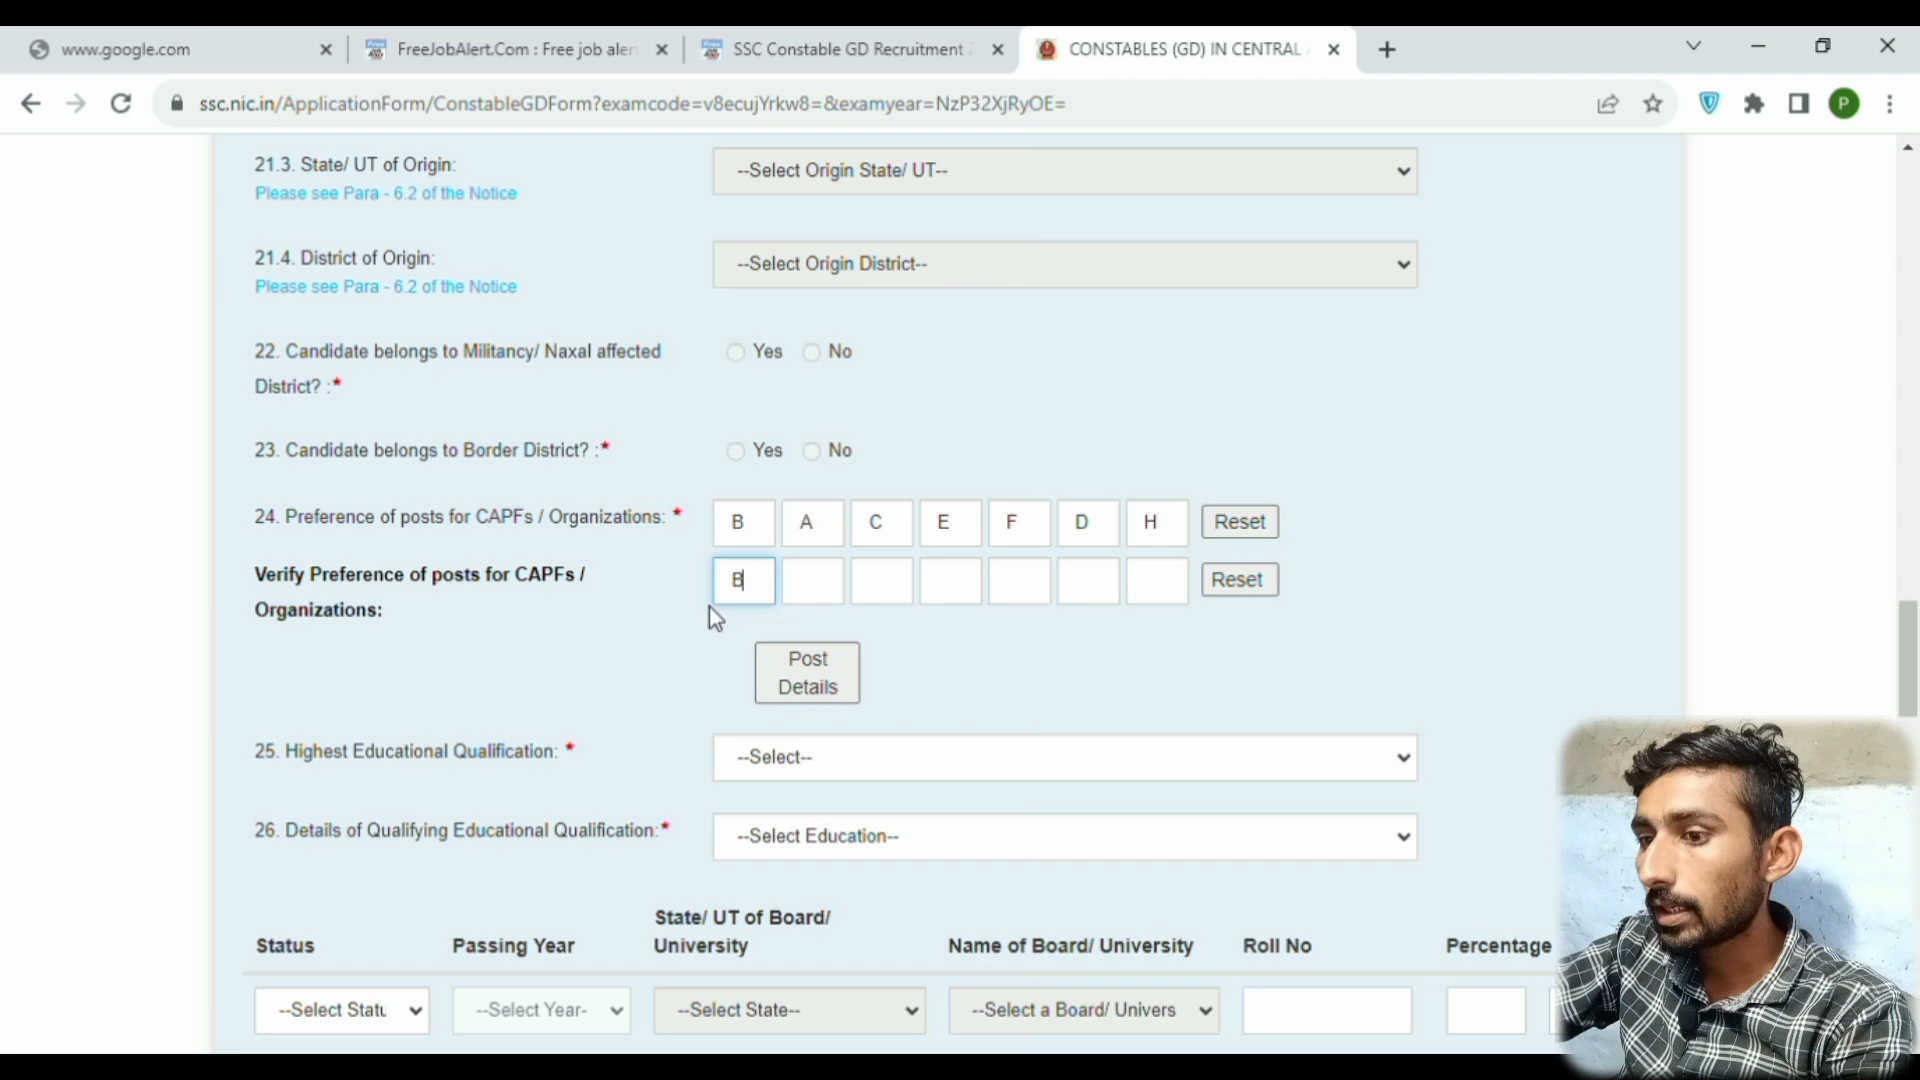 www.google.com
FreeJobAlert.Com : Free job aler
SSC Constable GD Recruitment 2
CONSTABLES (GD) IN CENTRAL
ssc.nic.in/ApplicationForm/ConstableGDForm?examcode=v8ecujYrkw8=&examyear=NzP32XjRyOE=
P
21.3. State/ UT of Origin:
--Select Origin State/ UT--
Please see Para - 6.2 of the Notice
21.4. District of Origin:
--Select Origin District--
Please see Para - 6.2 of the Notice
22. Candidate belongs to Militancy/ Naxal affected
District? :*
Yes No
23. Candidate belongs to Border District? :*
Yes No
24. Preference of posts for CAPFs / Organizations: *
B A C E F D H Reset
Verify Preference of posts for CAPFs /
Organizations:
B Reset
Post
Details
25. Highest Educational Qualification: *
--Select--
26. Details of Qualifying Educational Qualification:*
--Select Education--
Status
Passing Year
State/ UT of Board/
University
Name of Board/ University
Roll No
Percentage
--Select Statu
--Select Year-
--Select State--
--Select a Board/ Univers